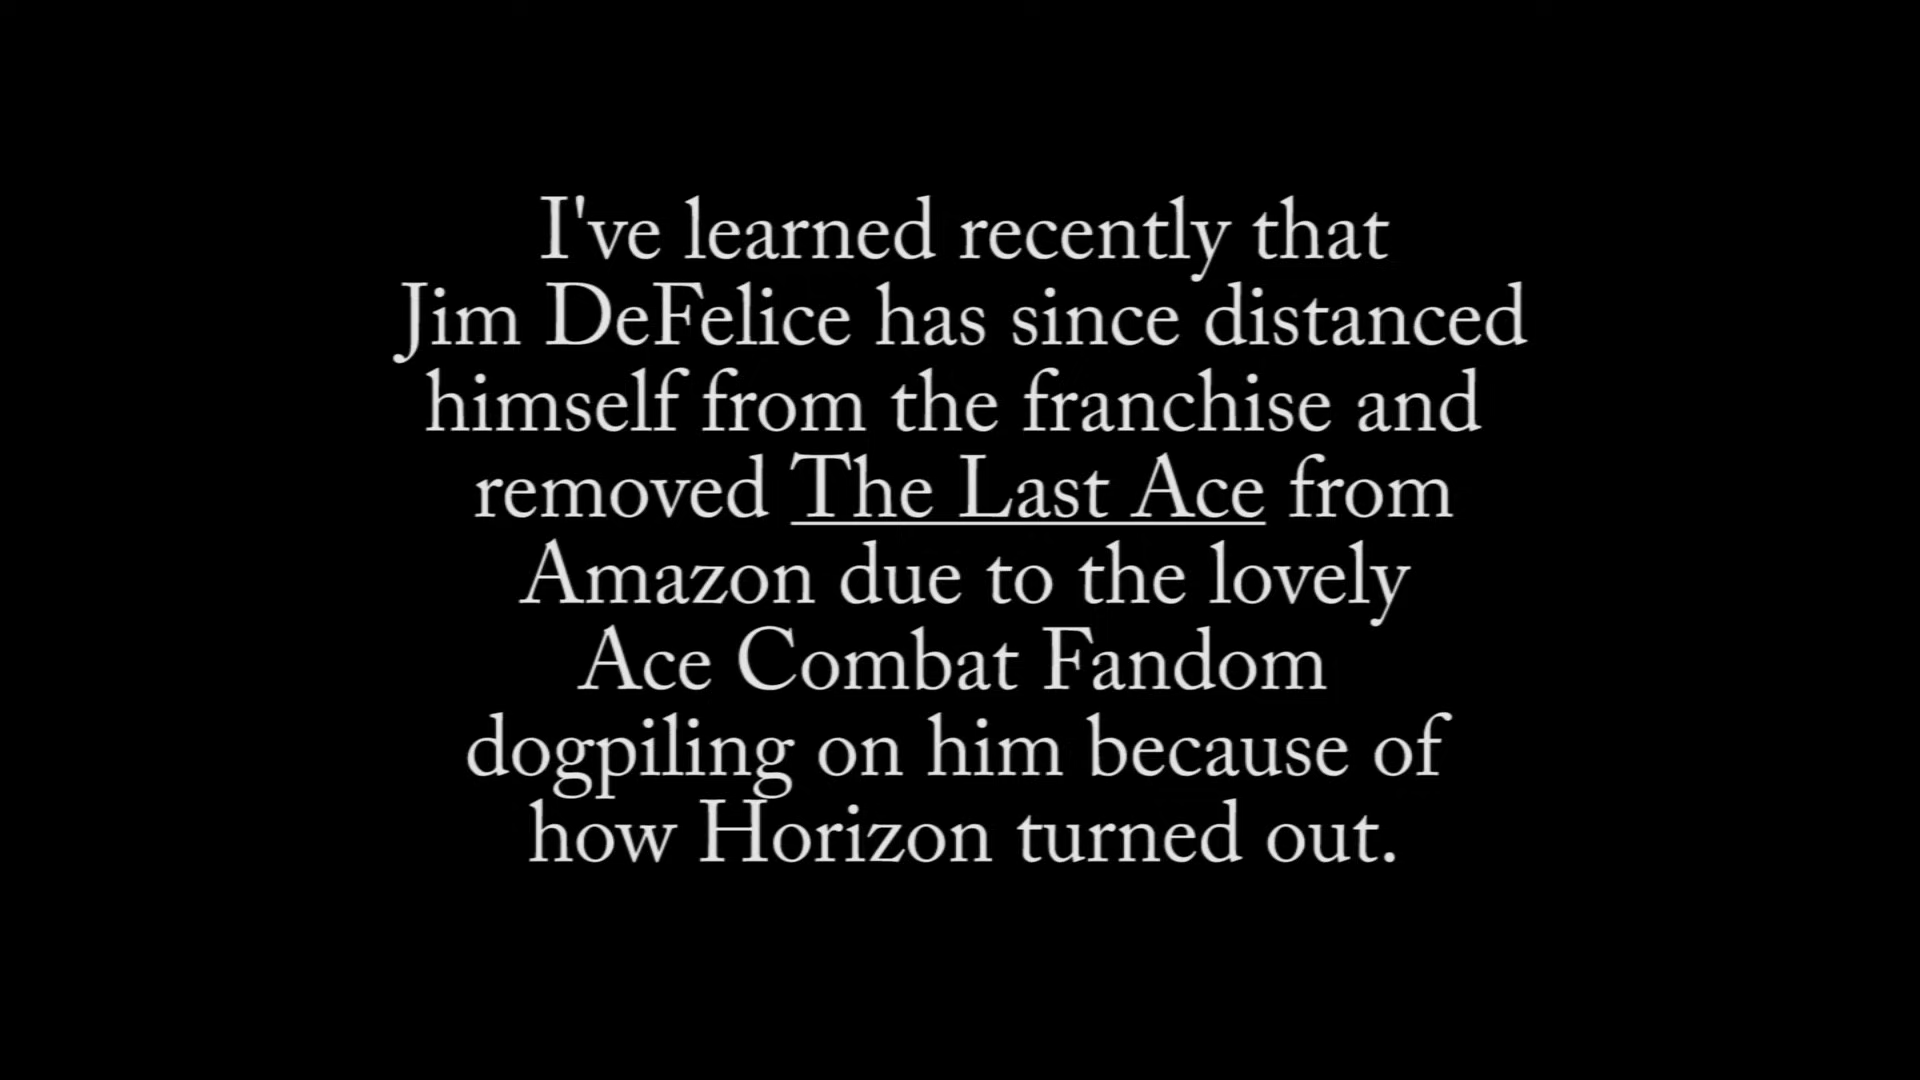 I've learned recently that
Jim DeFelice has since distanced
himself from the franchise and
removed The Last Ace from
Amazon due to the lovely
Ace Combat Fandom
dogpiling on him because of
how Horizon turned out.